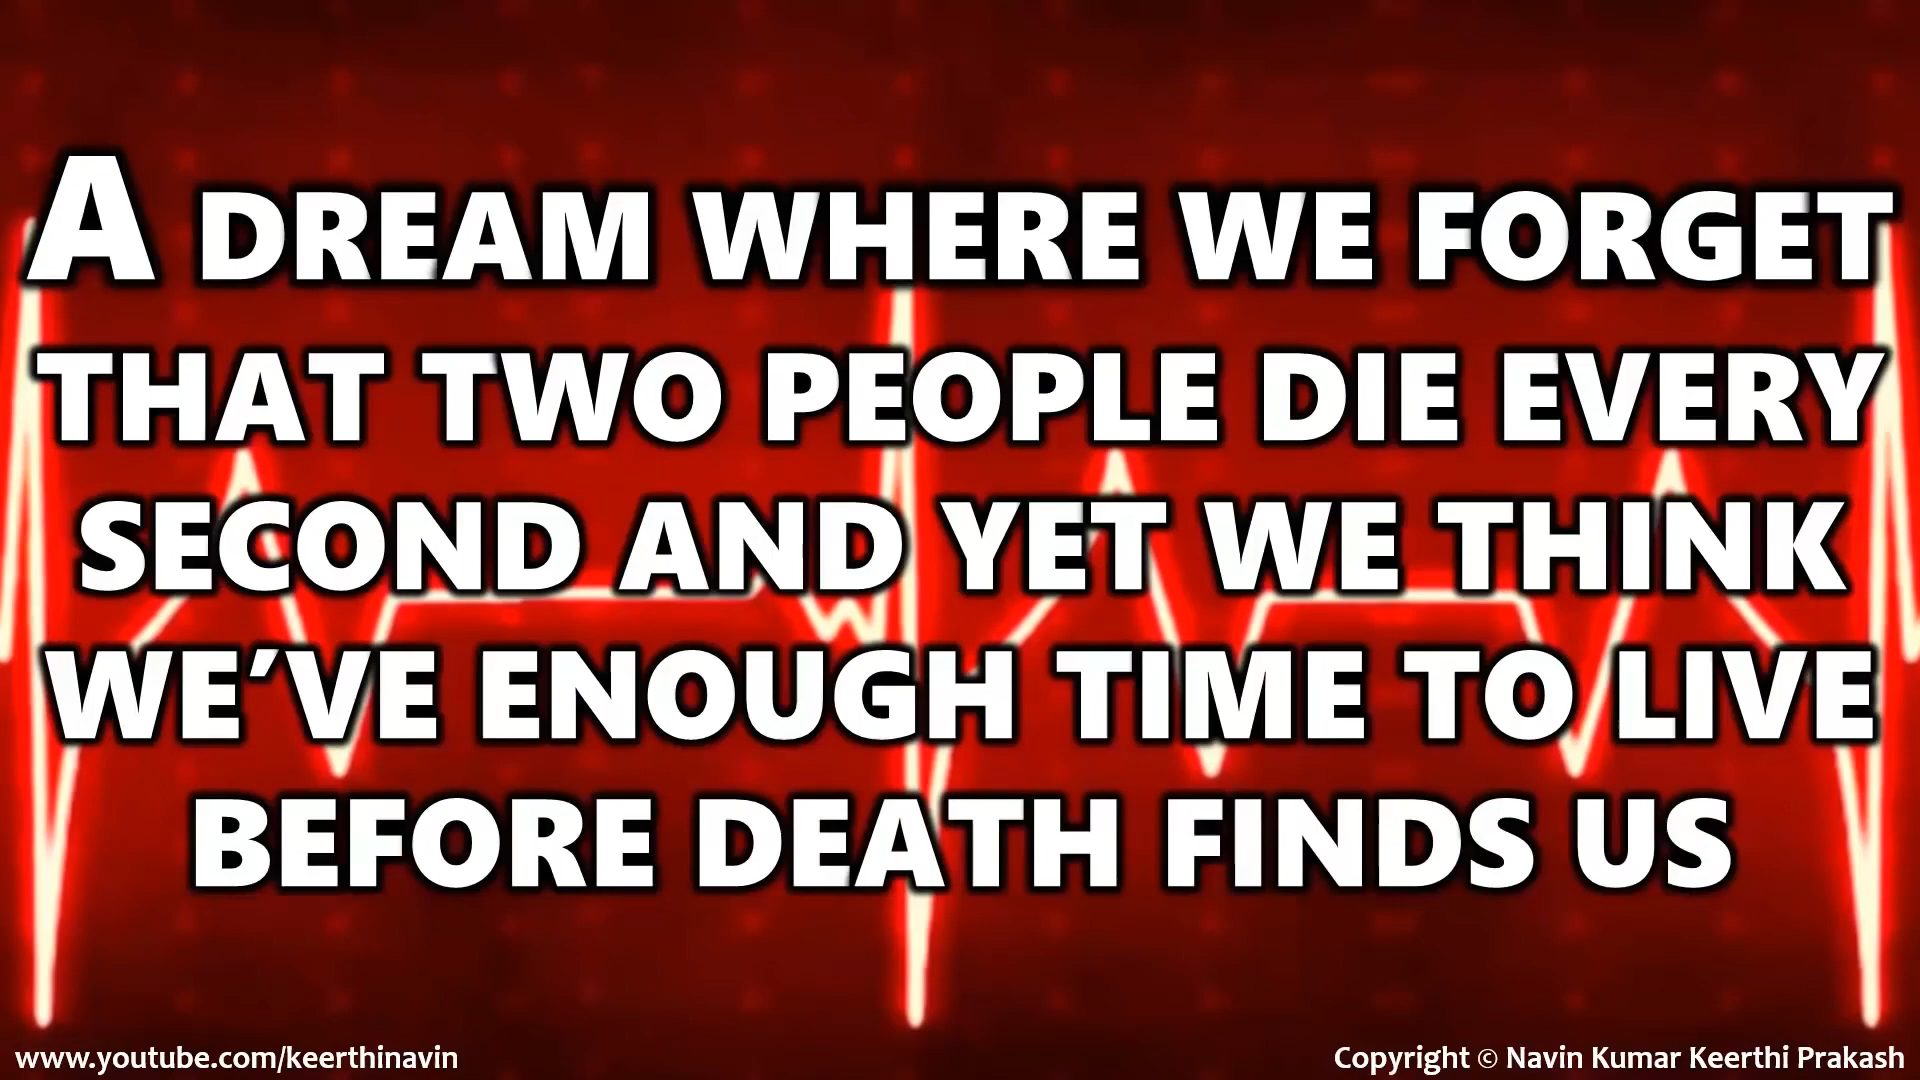 A DREAM WHERE WE FORGET
THAT TWO PEOPLE DIE EVERY
SECOND AND YET WE THINK
WE’VE ENOUGH TIME TO LIVE
BEFORE DEATH FINDS US
www.youtube.com/keerthinavin
Copyright © Navin Kumar Keerthi Prakash